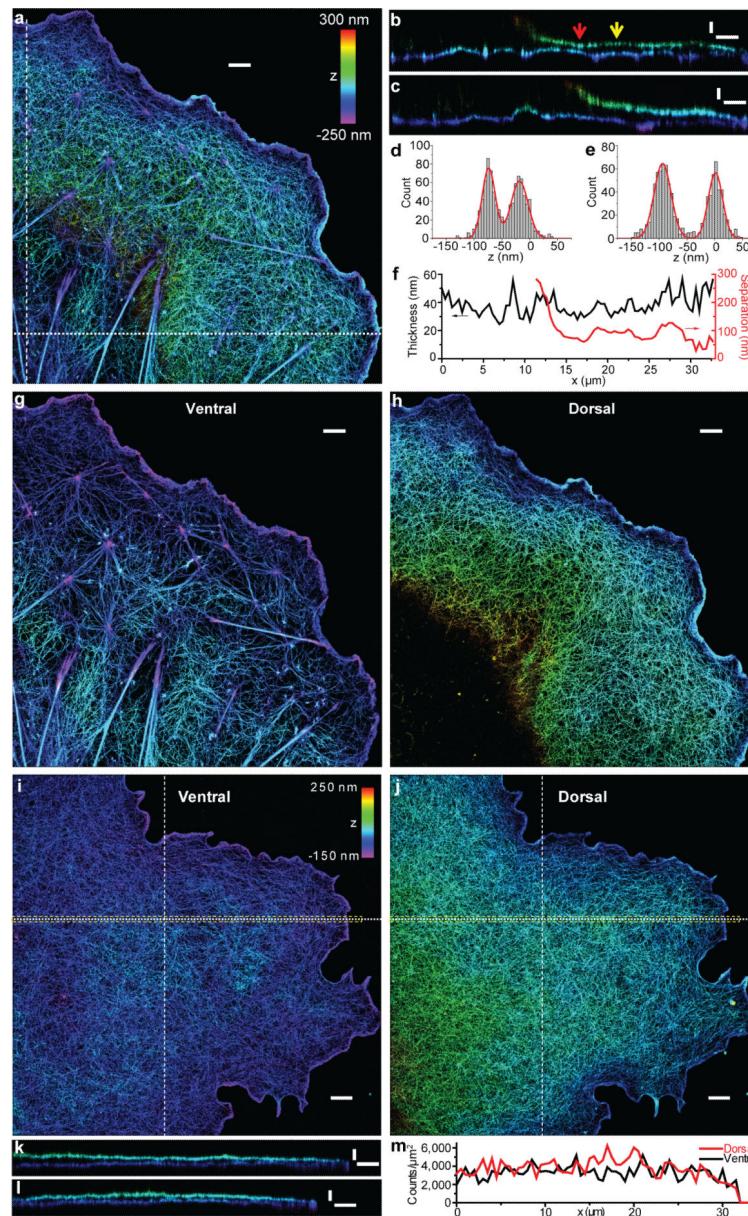 a
300 nm
z
-250 nm
b
c
d
100
80
60
40
20
0
Count
-150 -100 -50 0 50
z (nm)
e
80
60
40
20
0
Count
-150 -100 -50 0 50
z (nm)
f
60
40
20
0
Thickness (nm)
300
200
100
0
Separation (nm)
0 5 10 15 20 25 30
x (μm)
g
Ventral
h
Dorsal
i
Ventral
250 nm
z
-150 nm
j
Dorsal
k
l
m
6,000
4,000
2,000
0
Counts/μm²
Dors
Ventr
0 10 20 30
x (μm)